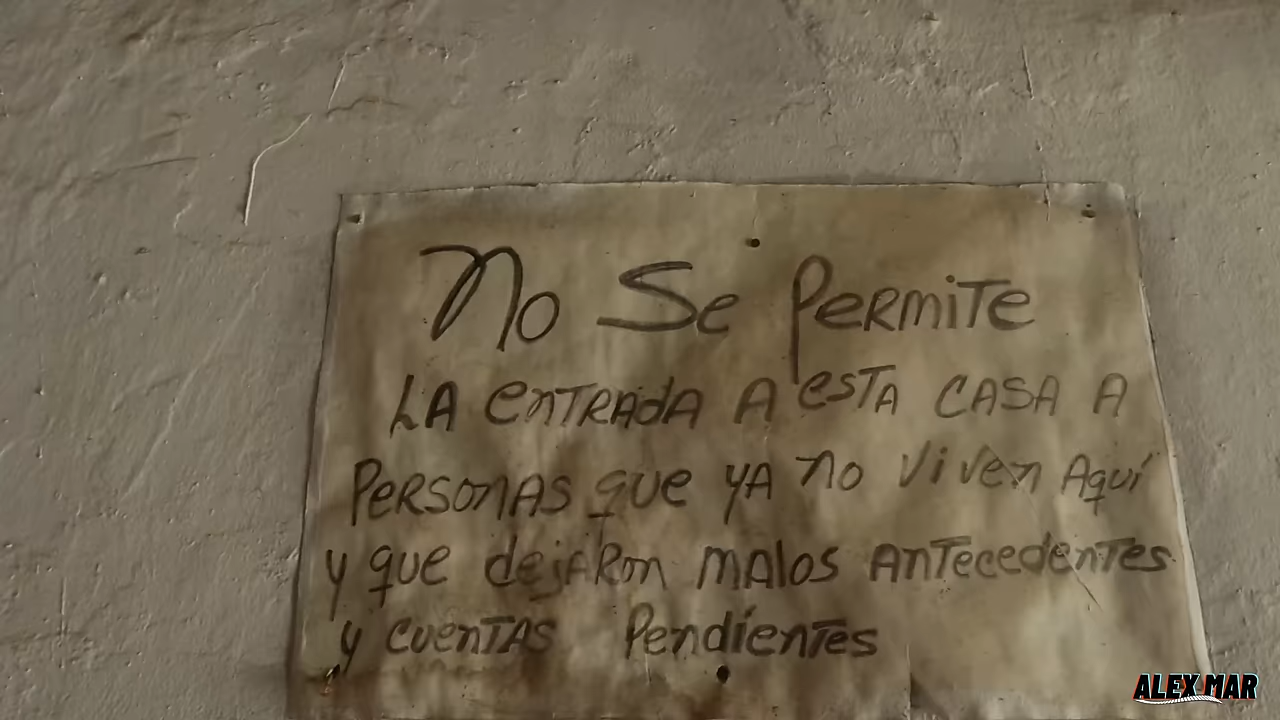 No Se PermiTe
LA enTRAdA A esTA CASA A
PeRSonAS que YA no Viven Aquí
y que dejARon MAlos AnTecedenTes
y cuenTAS PendíenTes
ALEX MAR